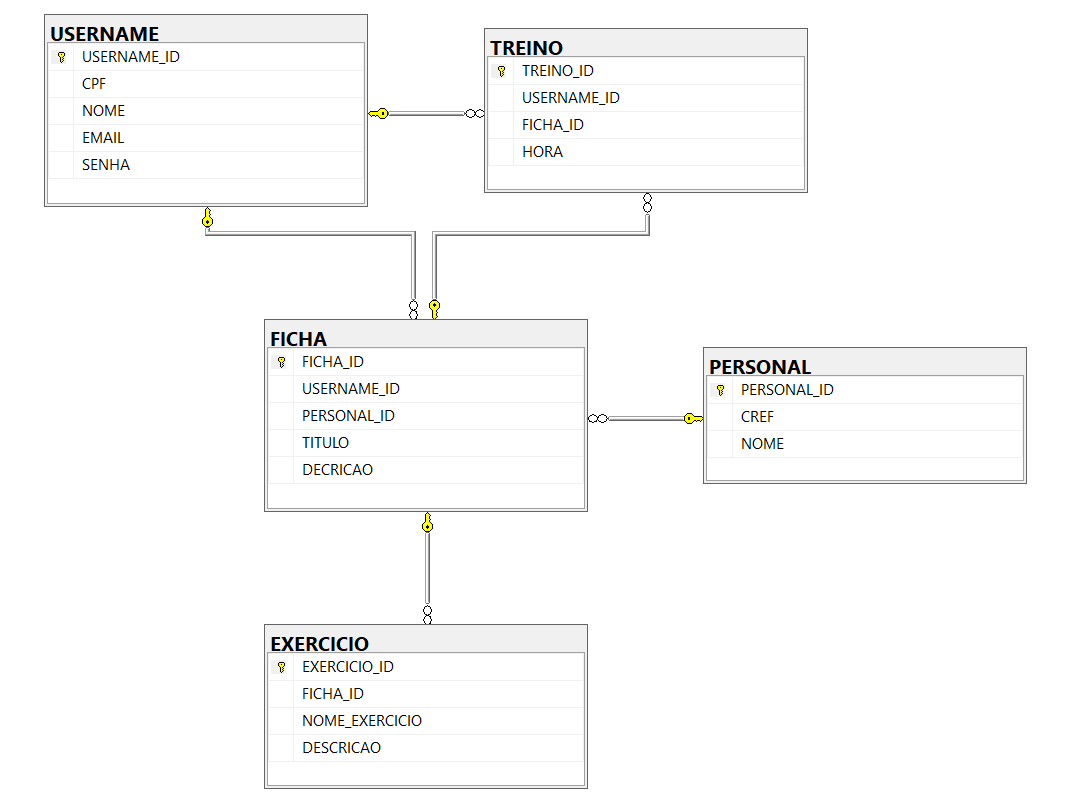 USERNAME
USERNAME_ID
CPF
NOME
EMAIL
SENHA
TREINO
TREINO_ID
USERNAME_ID
FICHA_ID
HORA
FICHA
FICHA_ID
USERNAME_ID
PERSONAL_ID
TITULO
DECRICAO
PERSONAL
PERSONAL_ID
CREF
NOME
EXERCICIO
EXERCICIO_ID
FICHA_ID
NOME_EXERCICIO
DESCRICAO